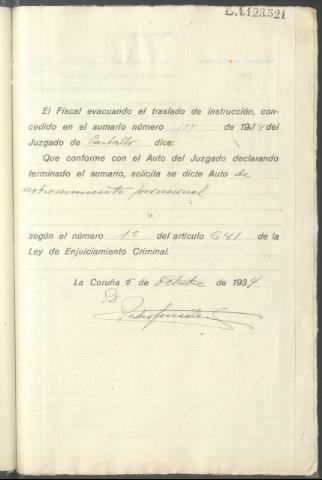 E.1.123.521
El Fiscal evacuando el traslado de instrucción, con-
cedido en el sumario número 100 de 1934 del
Juzgado de Carballo dice:
Que conforme con el Auto del Juzgado declarando
terminado el sumario, solicita se dicte Auto de
sobreseimiento provisional
según el número 1º del artículo 641 de la
Ley de Enjuiciamiento Criminal.
La Coruña 5 de Octubre de 1934